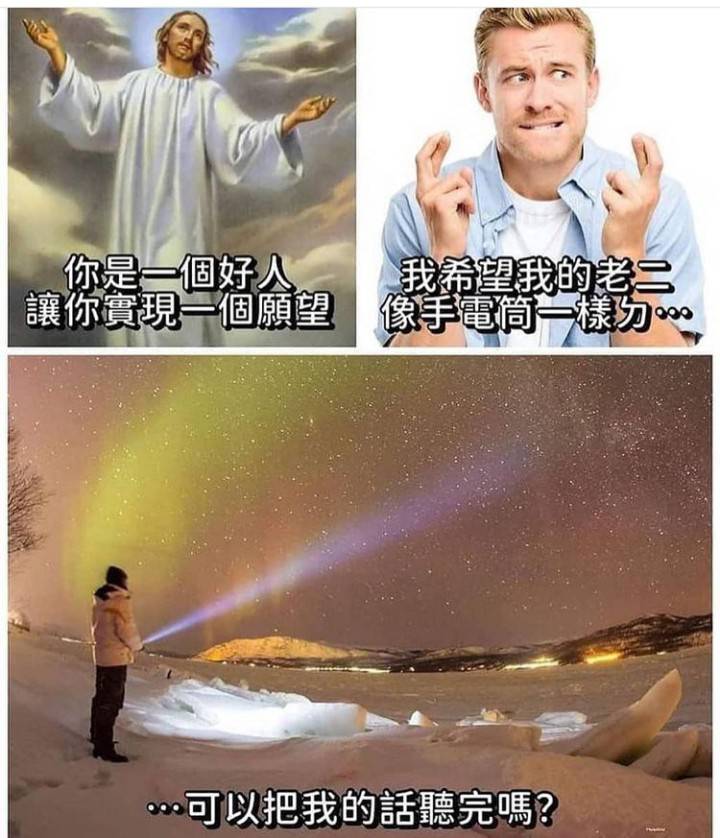 你是一個好人
讓你實現一個願望
我希望我的老二
像手電筒一樣ㄉ⋯
⋯可以把我的話聽完嗎?